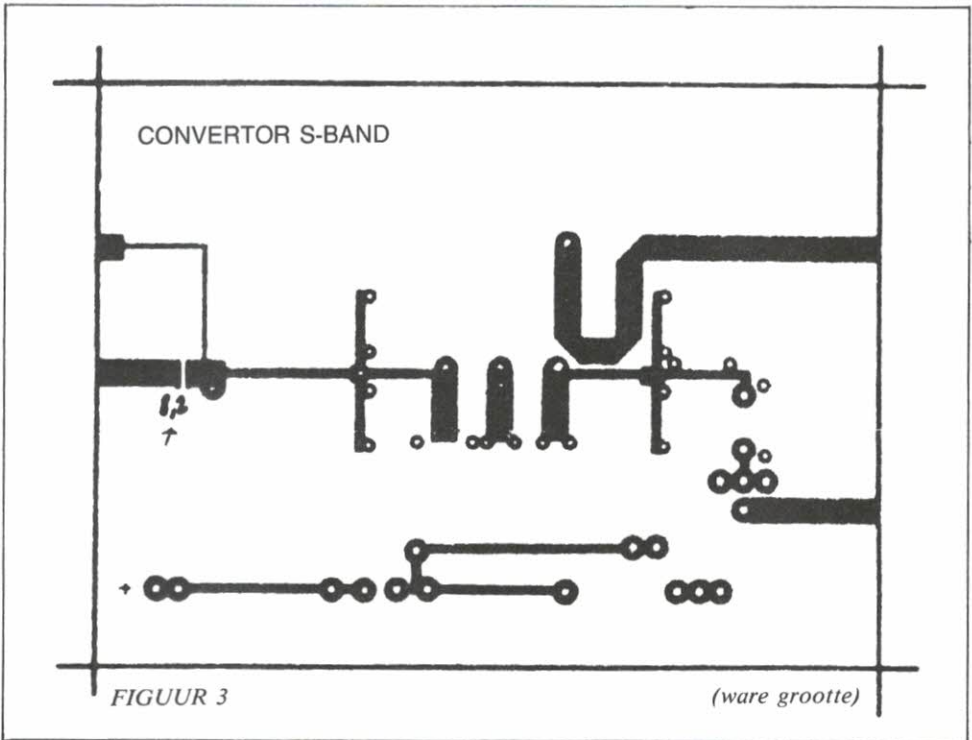 CONVERTOR S-BAND
8,2
+
FIGUUR 3
(ware grootte)